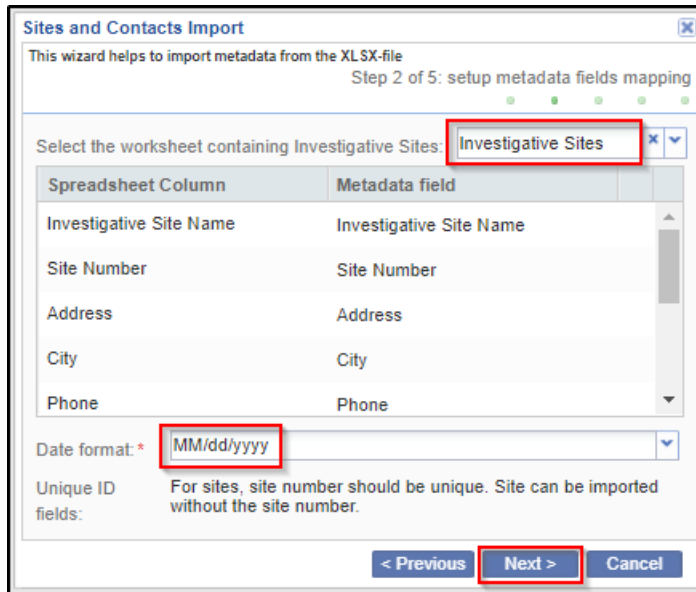 Sites and Contacts Import
This wizard helps to import metadata from the XLSX-file
Step 2 of 5: setup metadata fields mapping
Select the worksheet containing Investigative Sites: Investigative Sites
Spreadsheet Column Metadata field
Investigative Site Name Investigative Site Name
Site Number Site Number
Address Address
City City
Phone Phone
Date format: * MM/dd/yyyy
Unique ID fields: For sites, site number should be unique. Site can be imported
without the site number.
< Previous Next > Cancel